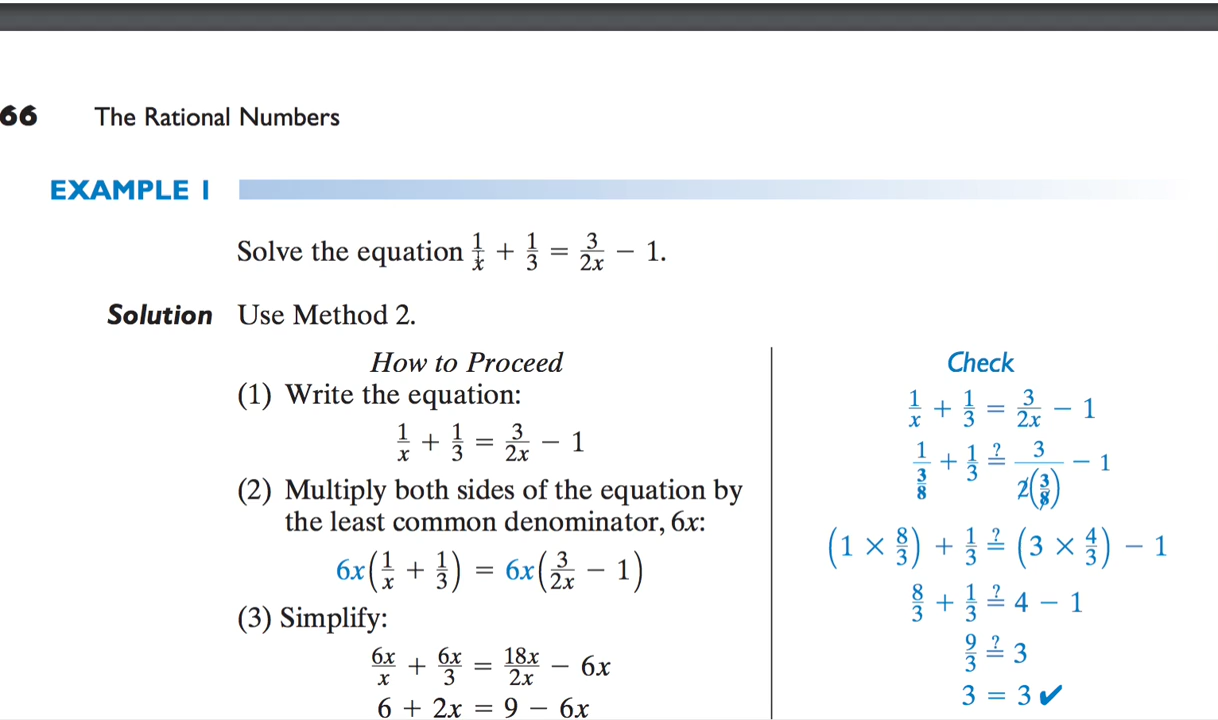 66 The Rational Numbers
EXAMPLE 1
Solve the equation 1/x + 1/3 = 3/2x − 1.
Solution Use Method 2.
How to Proceed
(1) Write the equation:
1/x + 1/3 = 3/2x − 1
(2) Multiply both sides of the equation by
the least common denominator, 6x:
6x(1/x + 1/3) = 6x(3/2x − 1)
(3) Simplify:
6x/x + 6x/3 = 18x/2x − 6x
6 + 2x = 9 − 6x
Check
1/x + 1/3 = 3/2x − 1
1/(3/8) + 1/3 ≟ 3/(2(3/8)) − 1
(1 × 8/3) + 1/3 ≟ (3 × 4/3) − 1
8/3 + 1/3 ≟ 4 − 1
9/3 ≟ 3
3 = 3 ✔